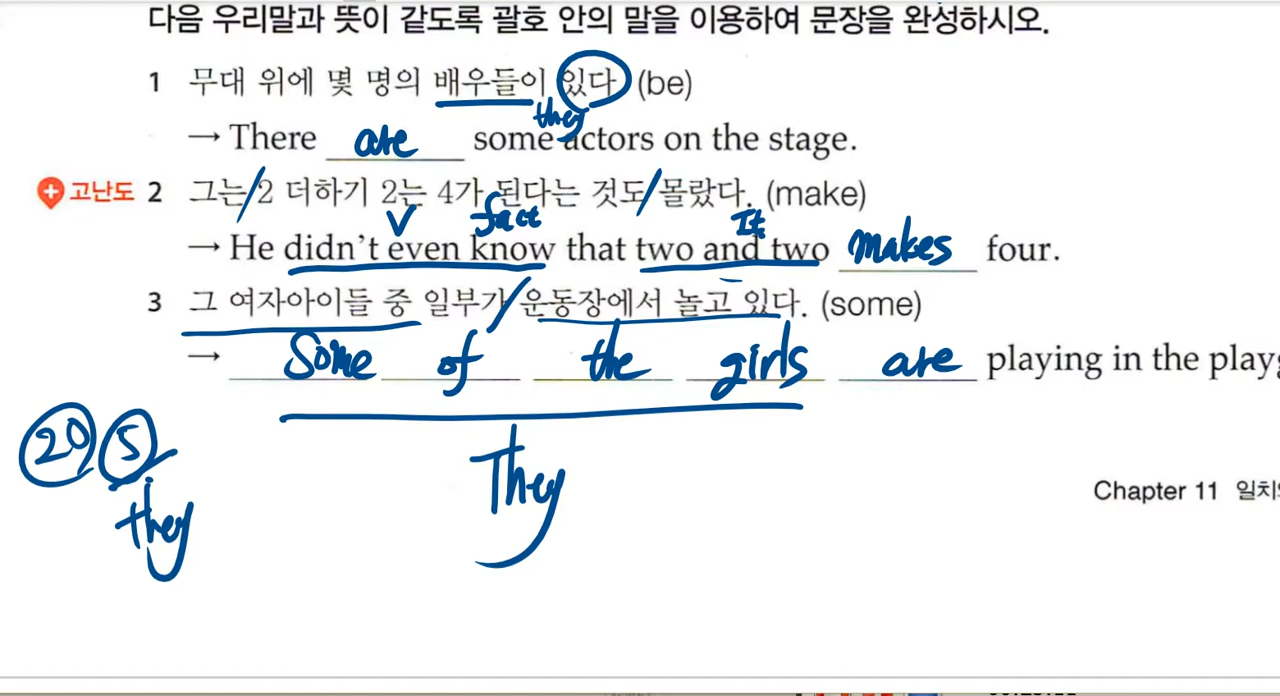 다음 우리말과 뜻이 같도록 괄호 안의 말을 이용하여 문장을 완성하시오.
1 무대 위에 몇 명의 배우들이 있다 (be)
they
→ There are some actors on the stage.
고난도 2 그는/2 더하기 2는 4가 된다는 것도/몰랐다. (make)
fact It
→ He didn't even know that two and two makes four.
3 그 여자아이들 중 일부가/운동장에서 놀고 있다. (some)
→ Some of the girls are playing in the play
20 5
they
They
Chapter 11 일치